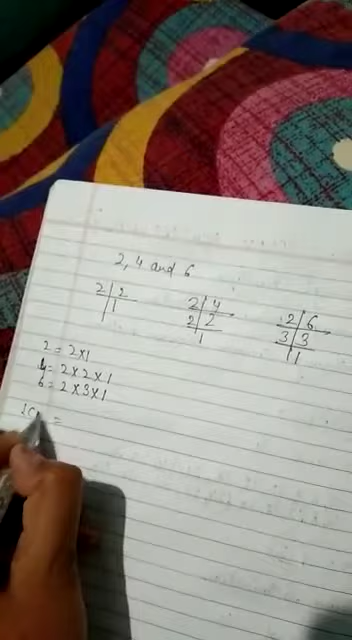 2, 4 and 6
2 2 2 4 2 6
1 2 2 3 3
1 1
2 = 2×1
4 = 2×2×1
6 = 2×3×1
=